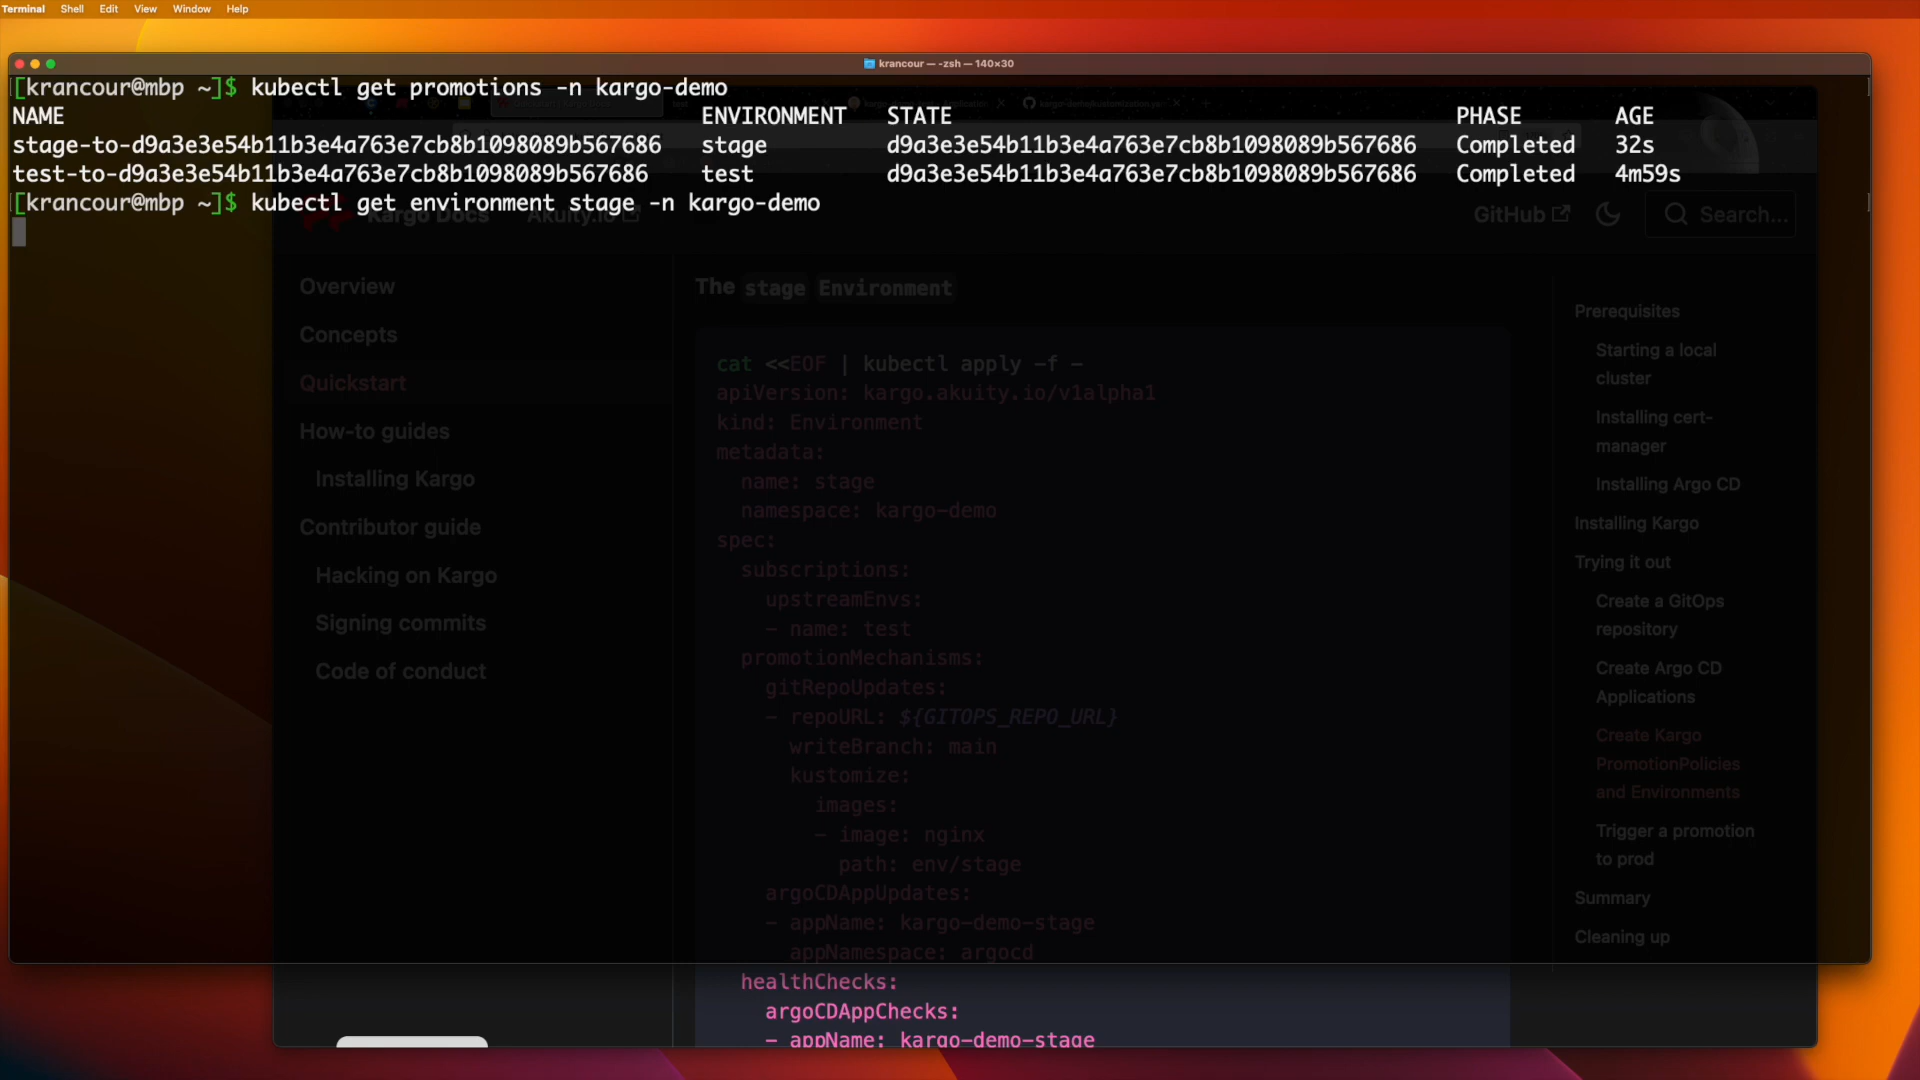 Terminal Shell Edit View Window Help
krancour — -zsh — 140×30
[krancour@mbp ~]$ kubectl get promotions -n kargo-demo
NAME ENVIRONMENT STATE PHASE AGE
stage-to-d9a3e3e54b11b3e4a763e7cb8b1098089b567686 stage d9a3e3e54b11b3e4a763e7cb8b1098089b567686 Completed 32s
test-to-d9a3e3e54b11b3e4a763e7cb8b1098089b567686 test d9a3e3e54b11b3e4a763e7cb8b1098089b567686 Completed 4m59s
[krancour@mbp ~]$ kubectl get environment stage -n kargo-demo
Kargo Docs Akuity.io GitHub Search...
Overview
Concepts
Quickstart
How-to guides
Installing Kargo
Contributor guide
Hacking on Kargo
Signing commits
Code of conduct
The stage Environment
cat <<EOF | kubectl apply -f -
apiVersion: kargo.akuity.io/v1alpha1
kind: Environment
metadata:
name: stage
namespace: kargo-demo
spec:
subscriptions:
upstreamEnvs:
- name: test
promotionMechanisms:
gitRepoUpdates:
- repoURL: ${GITOPS_REPO_URL}
writeBranch: main
kustomize:
images:
- image: nginx
path: env/stage
argoCDAppUpdates:
- appName: kargo-demo-stage
appNamespace: argocd
healthChecks:
argoCDAppChecks:
- appName: kargo-demo-stage
Prerequisites
Starting a local
cluster
Installing cert-
manager
Installing Argo CD
Installing Kargo
Trying it out
Create a GitOps
repository
Create Argo CD
Applications
Create Kargo
PromotionPolicies
and Environments
Trigger a promotion
to prod
Summary
Cleaning up